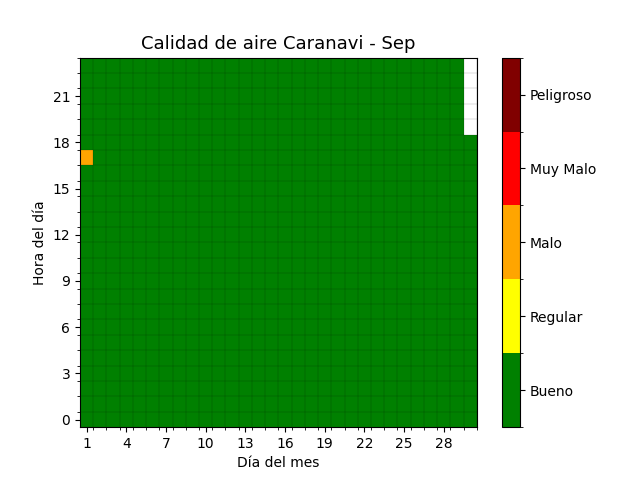 Calidad de aire Caranavi - Sep
Hora del día
21
18
15
12
9
6
3
0
1 4 7 10 13 16 19 22 25 28
Día del mes
Peligroso
Muy Malo
Malo
Regular
Bueno